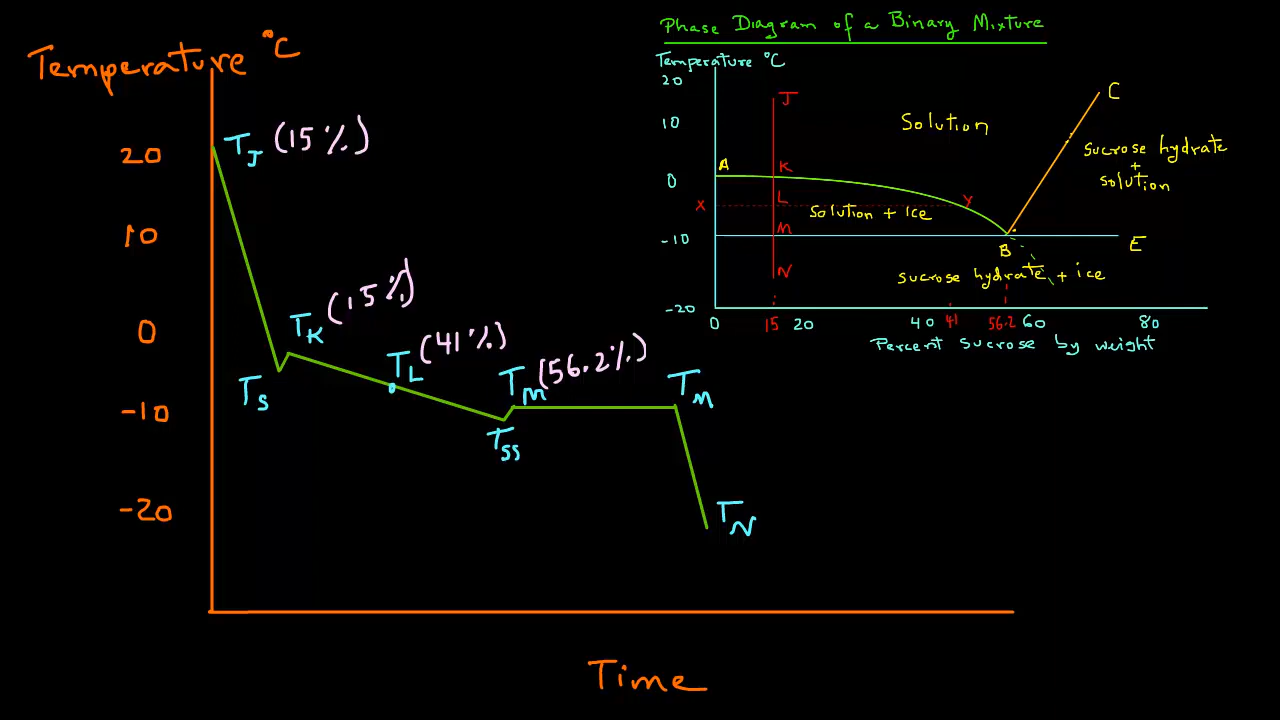 Phase Diagram of a Binary Mixture
Temperature °C
20
10
0
-10
-20
T_J (15%)
T_S
T_K (15%)
T_L (41%)
T_M (56.2%)
T_SS
T_M
T_N
Time
Temperature °C
20
10
0
-10
-20
J
K
L
M
N
A
X
Y
B
C
E
Solution
Solution + Ice
Sucrose hydrate
+
solution
Sucrose hydrate + ice
0 15 20 40 41 56.2 60 80
Percent Sucrose by weight